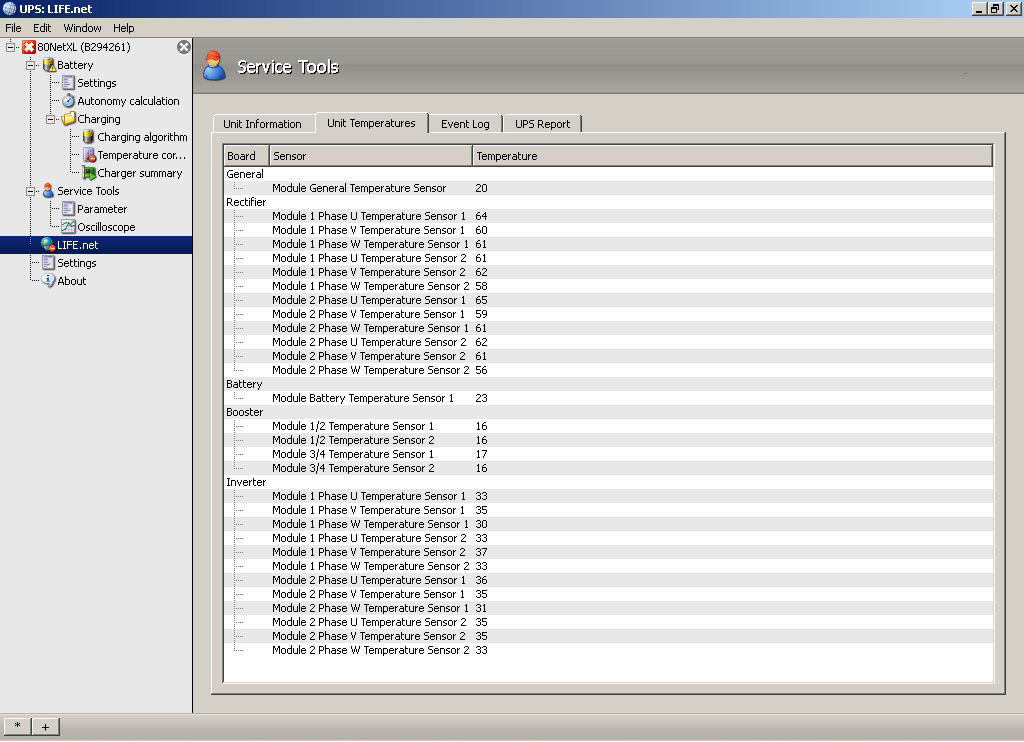 UPS: LIFE.net
File Edit Window Help
80NetXL (B294261)
Battery
Settings
Autonomy calculation
Charging
Charging algorithm
Temperature cor...
Charger summary
Service Tools
Parameter
Oscilloscope
LIFE.net
Settings
About
Service Tools
Unit Information Unit Temperatures Event Log UPS Report
Board Sensor Temperature
General
Module General Temperature Sensor 20
Rectifier
Module 1 Phase U Temperature Sensor 1 64
Module 1 Phase V Temperature Sensor 1 60
Module 1 Phase W Temperature Sensor 1 61
Module 1 Phase U Temperature Sensor 2 61
Module 1 Phase V Temperature Sensor 2 62
Module 1 Phase W Temperature Sensor 2 58
Module 2 Phase U Temperature Sensor 1 65
Module 2 Phase V Temperature Sensor 1 59
Module 2 Phase W Temperature Sensor 1 61
Module 2 Phase U Temperature Sensor 2 62
Module 2 Phase V Temperature Sensor 2 61
Module 2 Phase W Temperature Sensor 2 56
Battery
Module Battery Temperature Sensor 1 23
Booster
Module 1/2 Temperature Sensor 1 16
Module 1/2 Temperature Sensor 2 16
Module 3/4 Temperature Sensor 1 17
Module 3/4 Temperature Sensor 2 16
Inverter
Module 1 Phase U Temperature Sensor 1 33
Module 1 Phase V Temperature Sensor 1 35
Module 1 Phase W Temperature Sensor 1 30
Module 1 Phase U Temperature Sensor 2 33
Module 1 Phase V Temperature Sensor 2 37
Module 1 Phase W Temperature Sensor 2 33
Module 2 Phase U Temperature Sensor 1 36
Module 2 Phase V Temperature Sensor 1 35
Module 2 Phase W Temperature Sensor 1 31
Module 2 Phase U Temperature Sensor 2 35
Module 2 Phase V Temperature Sensor 2 35
Module 2 Phase W Temperature Sensor 2 33
* +